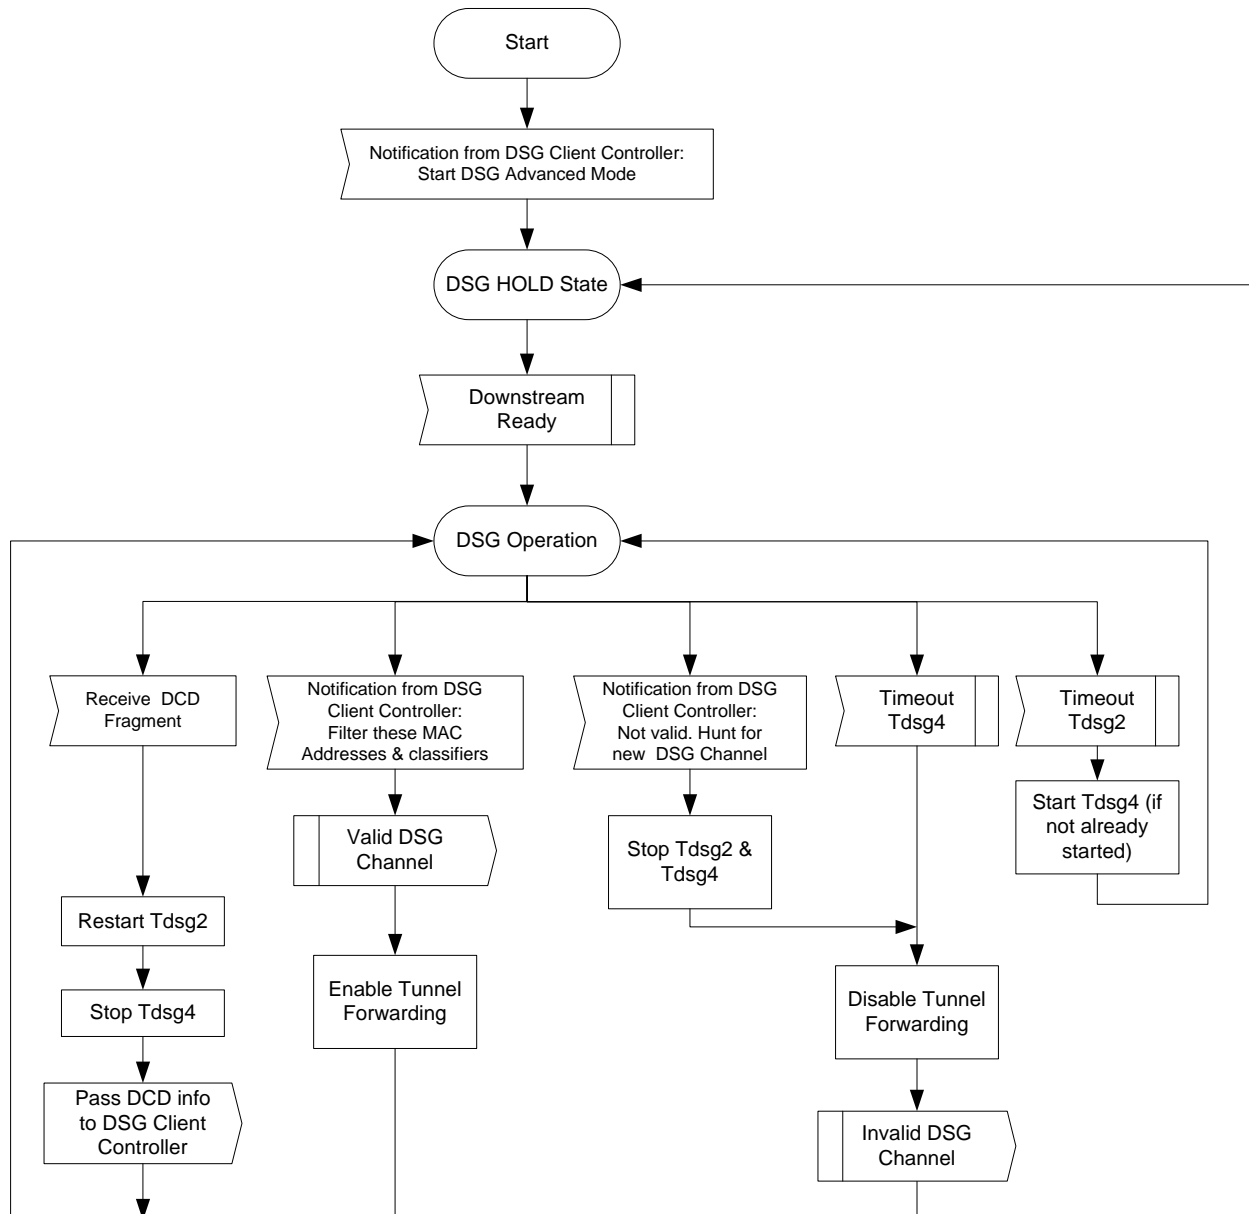 Start
Notification from DSG Client Controller:
Start DSG Advanced Mode
DSG HOLD State
Downstream
Ready
DSG Operation
Receive DCD
Fragment
Notification from DSG
Client Controller:
Filter these MAC
Addresses & classifiers
Notification from DSG
Client Controller:
Not valid. Hunt for
new DSG Channel
Timeout
Tdsg4
Timeout
Tdsg2
Valid DSG
Channel
Stop Tdsg2 &
Tdsg4
Start Tdsg4 (if
not already
started)
Restart Tdsg2
Stop Tdsg4
Enable Tunnel
Forwarding
Disable Tunnel
Forwarding
Pass DCD info
to DSG Client
Controller
Invalid DSG
Channel